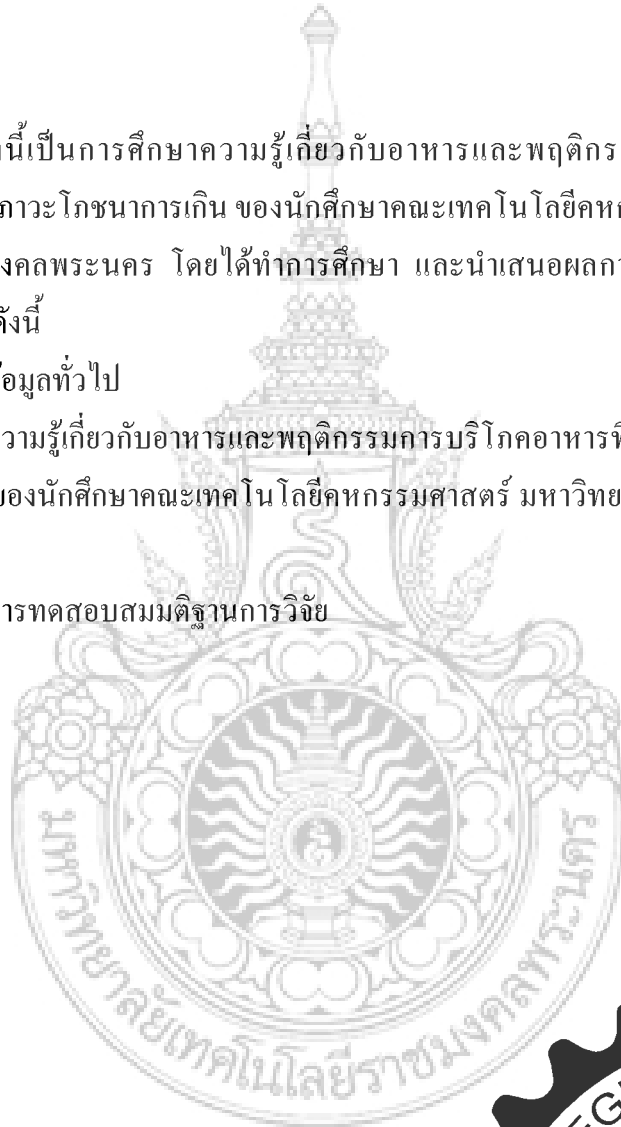 นี้เป็นการศึกษาความรู้เกี่ยวกับอาหารและพฤติกร
ภาวะโภชนาการเกิน ของนักศึกษาคณะเทคโนโลยีคหก
งคลพระนคร โดยได้ทำการศึกษา และนำเสนอผลกา
ดังนี้
้อมูลทั่วไป
วามรู้เกี่ยวกับอาหารและพฤติกรรมการบริโภคอาหารที
ของนักศึกษาคณะเทคโนโลยีคหกรรมศาสตร์ มหาวิทย
ารทดสอบสมมติฐานการวิจัย
มหาวิทยาลัยเทคโนโลยีราชมงคลพระนคร